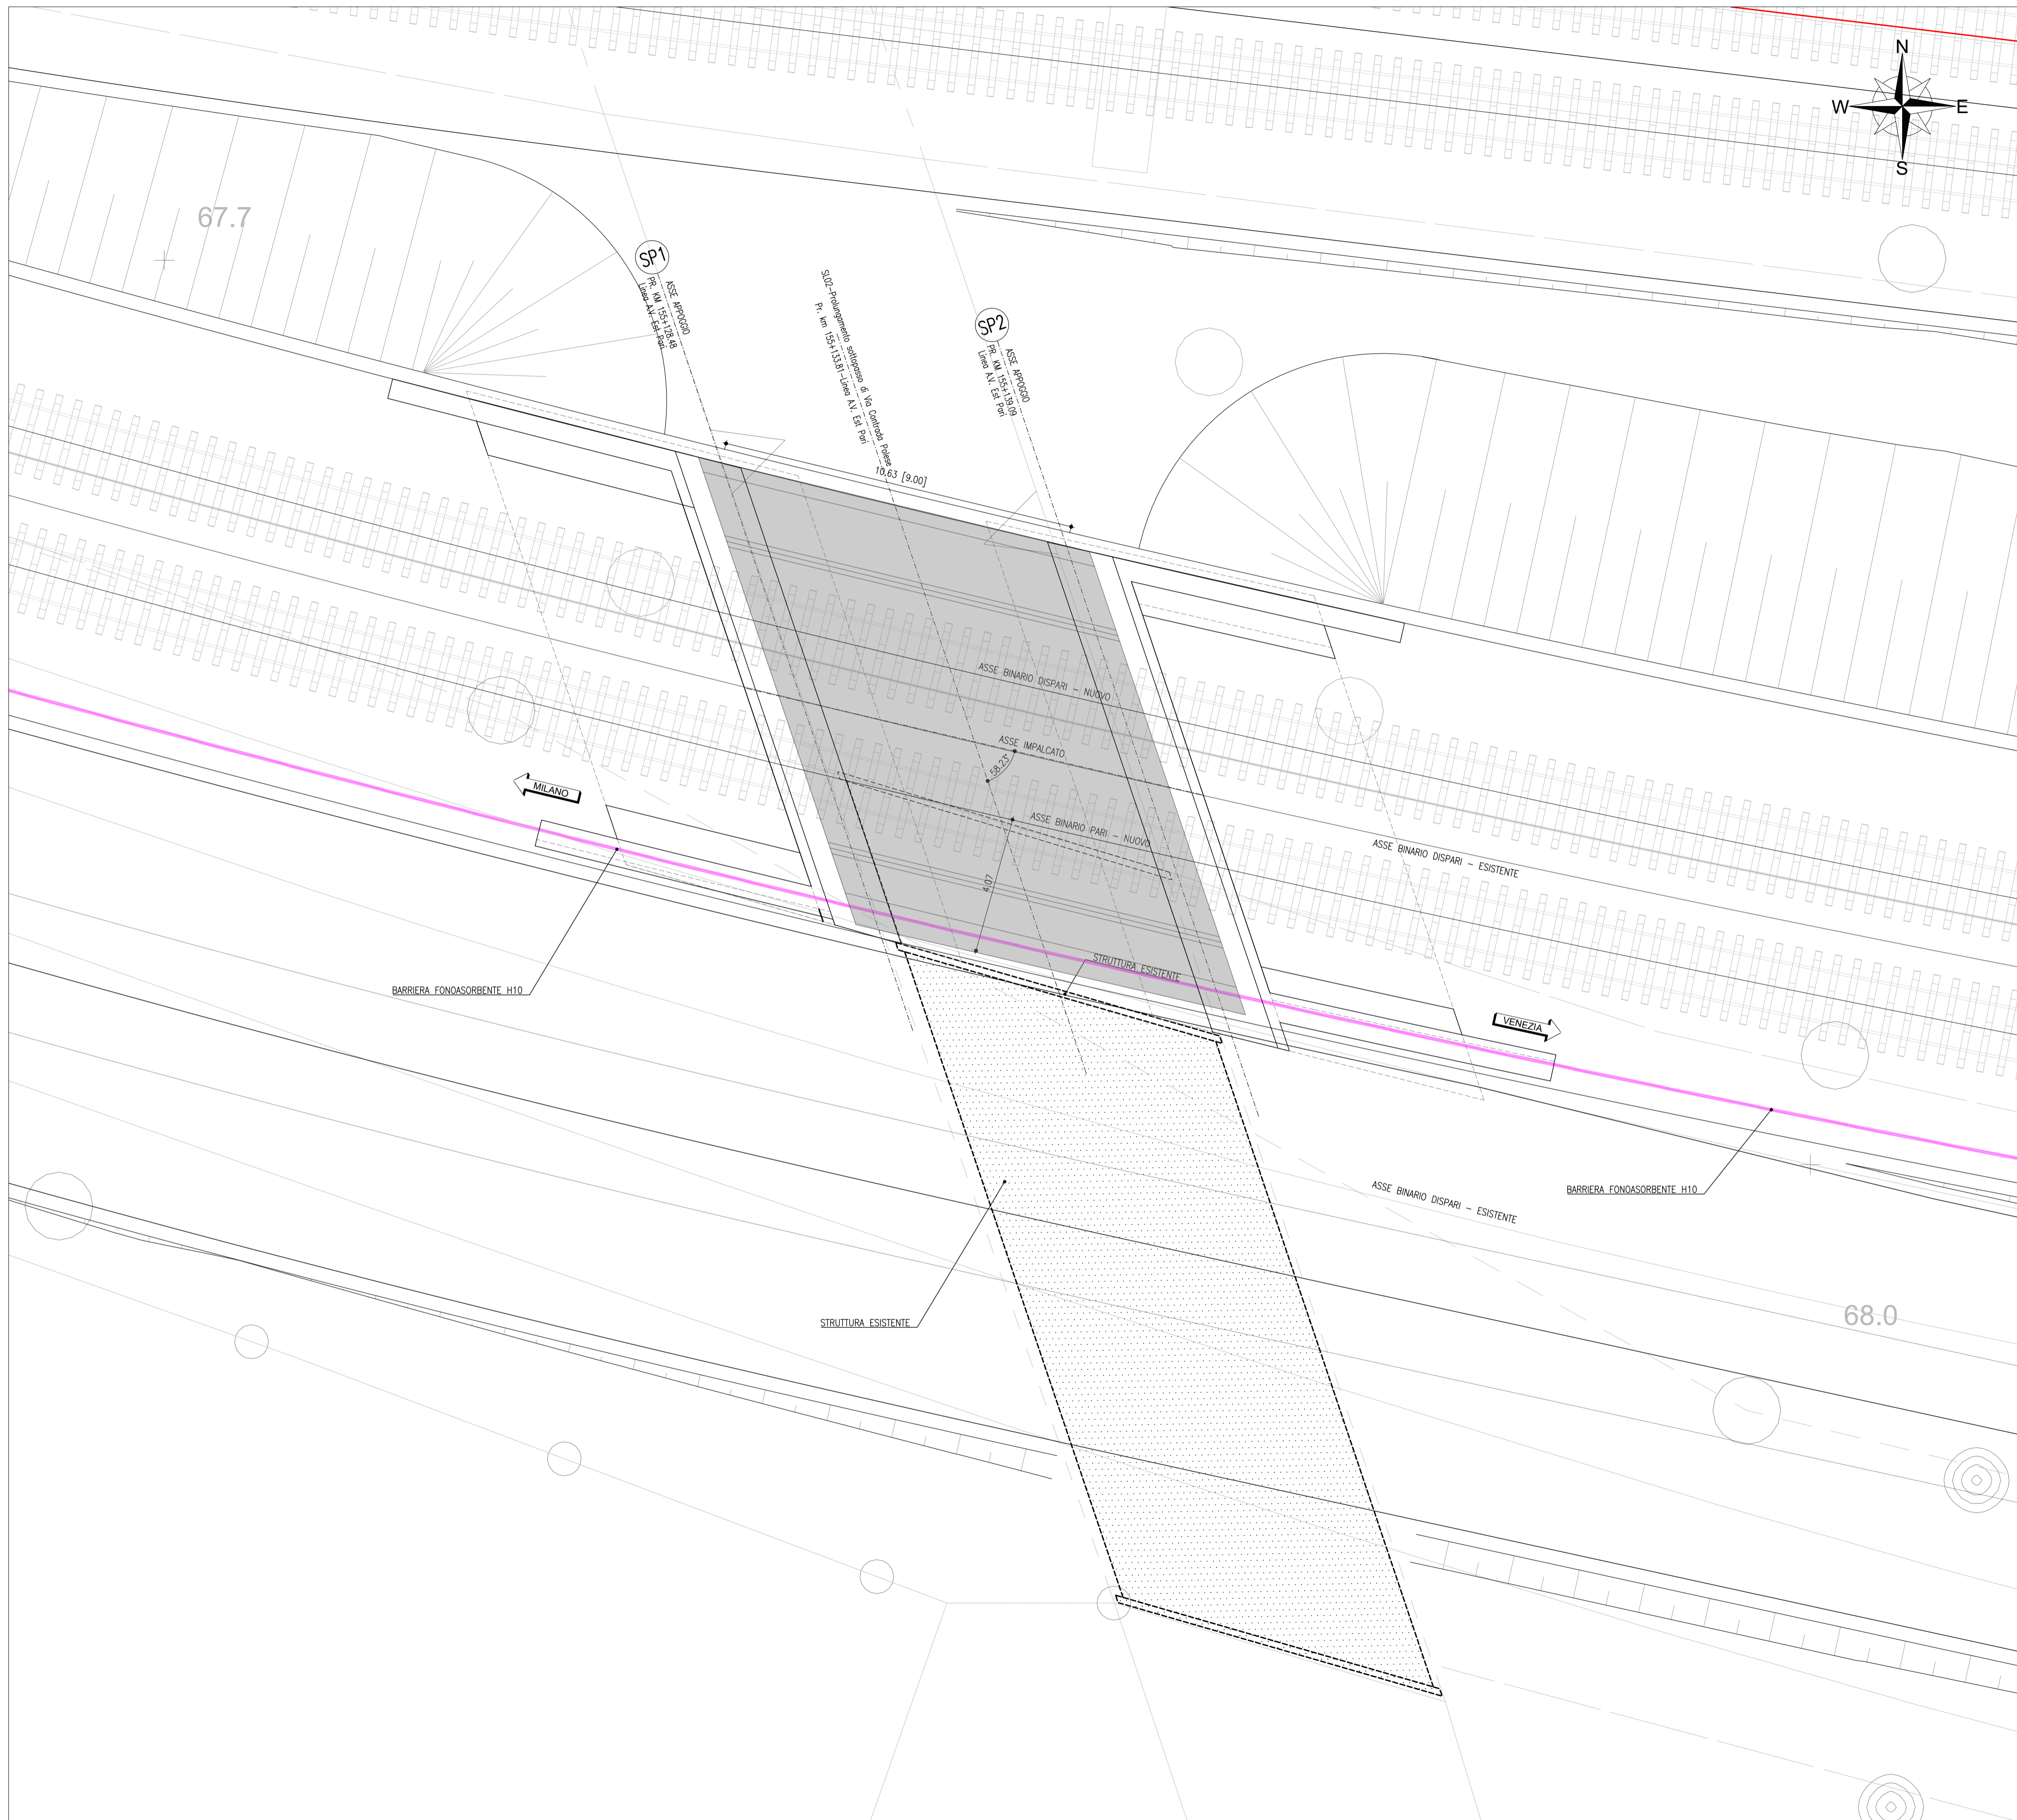 N
W
E
S
67.7
SP1
ASSE APPOGGIO
PR. KM 155+128.48
Linea A.V. Est Pari
SL02-Prolungamento sottopasso di Via Contrada Polese
Pr. km 155+133.81-Linea A.V. Est Pari
SP2
ASSE APPOGGIO
PR. KM 155+139.09
Linea A.V. Est Pari
10.63 [9.00]
ASSE BINARIO DISPARI - NUOVO
ASSE IMPALCATO
58.23°
MILANO
ASSE BINARIO PARI - NUOVO
ASSE BINARIO DISPARI - ESISTENTE
4.07
STRUTTURA ESISTENTE
BARRIERA FONOASORBENTE H10
VENEZIA
ASSE BINARIO DISPARI - ESISTENTE
BARRIERA FONOASORBENTE H10
STRUTTURA ESISTENTE
68.0